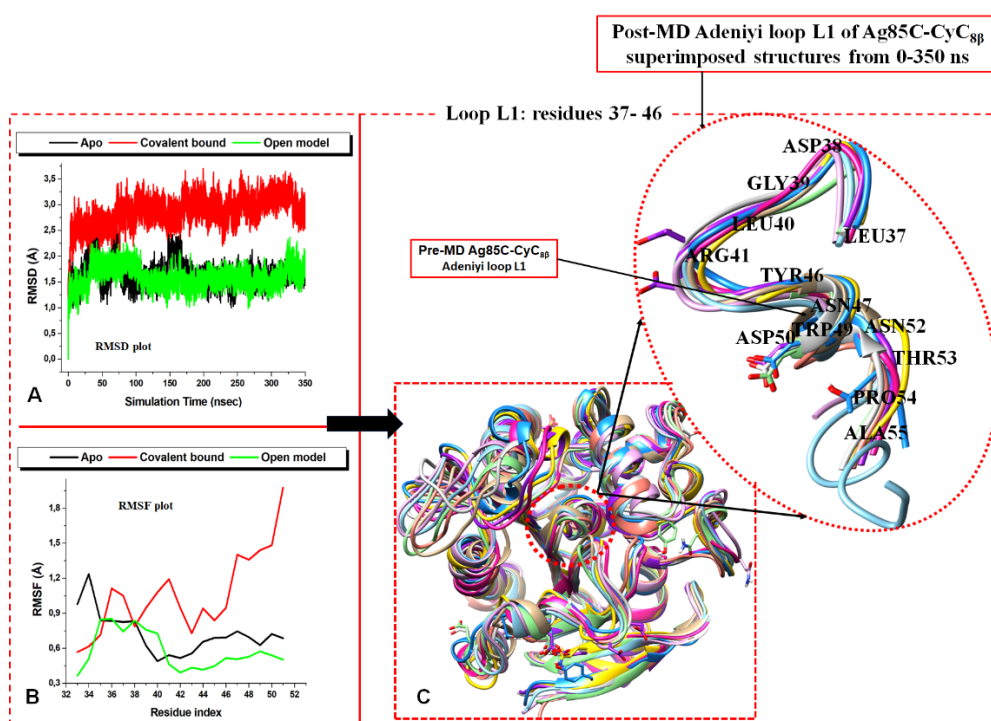 Post-MD Adeniyi loop L1 of Ag85C-CyC8β
superimposed structures from 0-350 ns
Loop L1: residues 37- 46
Apo
Covalent bound
Open model
3,5
3,0
2,5
2,0
1,5
1,0
0,5
0,0
RMSD (Å)
RMSD plot
0
50
100
150
200
250
300
350
Simulation Time (nsec)
A
Apo
Covalent bound
Open model
1,8
1,5
1,2
0,9
0,6
0,3
RMSF (Å)
RMSF plot
32
34
36
38
40
42
44
46
48
50
52
54
Residue index
B
Pre-MD Ag85C-CyC8β
Adeniyi loop L1
ASP38
GLY39
LEU40
LEU37
ARG41
TYR46
ASN47
TRP49
ASP50
ASN52
THR53
PRO54
ALA55
C